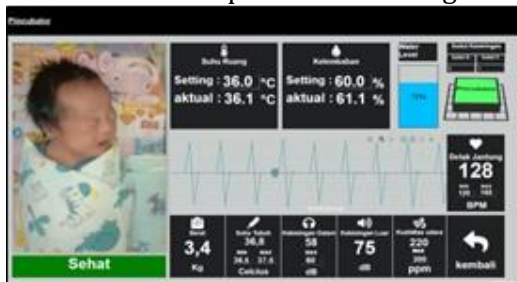 Pincubator
Suhu Ruang
Setting : 36.0 °C
aktual : 36.1 °C
Kelembaban
Setting : 60.0 %
aktual : 61.1 %
Water
Level
Detak Jantung
128
BPM
Sehat
Berat
3,4
Kg
Suhu Tubuh
36,8
Celcius
Kebisingan Dalam
58
dB
Kebisingan Luar
75
dB
Kualitas udara
220
300
ppm
kembali